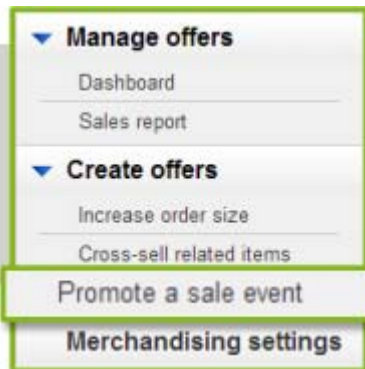 Manage offers
Dashboard
Sales report
Create offers
Increase order size
Cross-sell related items
Promote a sale event
Merchandising settings